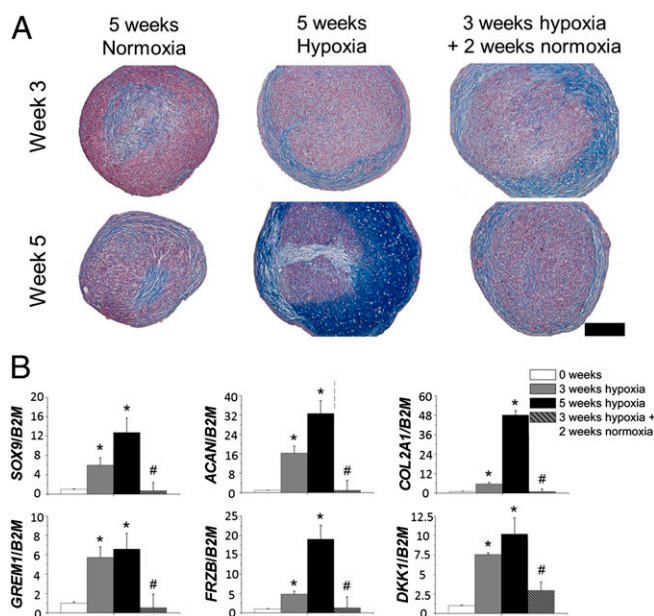 A
5 weeks
Normoxia
5 weeks
Hypoxia
3 weeks hypoxia
+ 2 weeks normoxia
Week 3
Week 5
B
0 weeks
3 weeks hypoxia
5 weeks hypoxia
3 weeks hypoxia +
2 weeks normoxia
SOX9/B2M
16
12
8
4
0
*
*
#
ACAN/B2M
40
32
24
16
8
0
*
*
#
COL2A1/B2M
60
48
36
24
12
0
*
*
#
GREM1/B2M
10
8
6
4
2
0
*
*
#
FRZB/B2M
25
20
15
10
5
0
*
*
#
DKK1/B2M
12.5
10
7.5
5
2.5
0
*
*
#